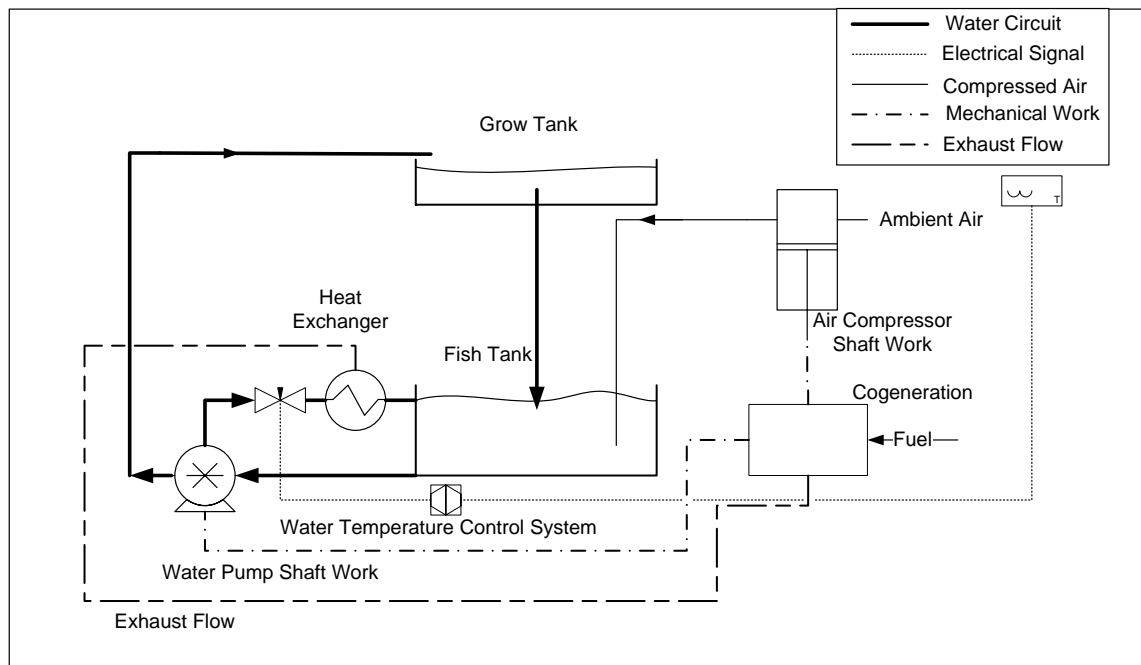 Water Circuit
Electrical Signal
Compressed Air
Mechanical Work
Exhaust Flow
Grow Tank
T
Ambient Air
Heat
Exchanger
Air Compressor
Shaft Work
Fish Tank
Cogeneration
Fuel
Water Temperature Control System
Water Pump Shaft Work
Exhaust Flow